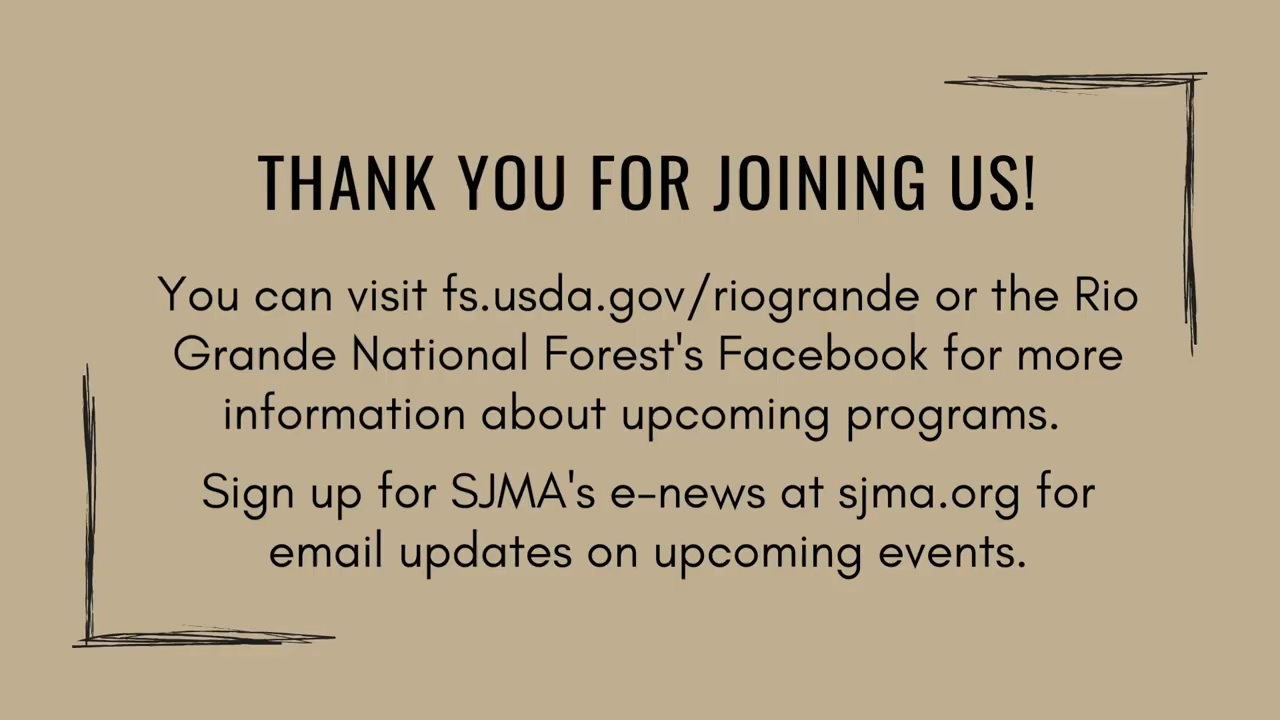 THANK YOU FOR JOINING US!
You can visit fs.usda.gov/riogrande or the Rio
Grande National Forest's Facebook for more
information about upcoming programs.
Sign up for SJMA's e-news at sjma.org for
email updates on upcoming events.